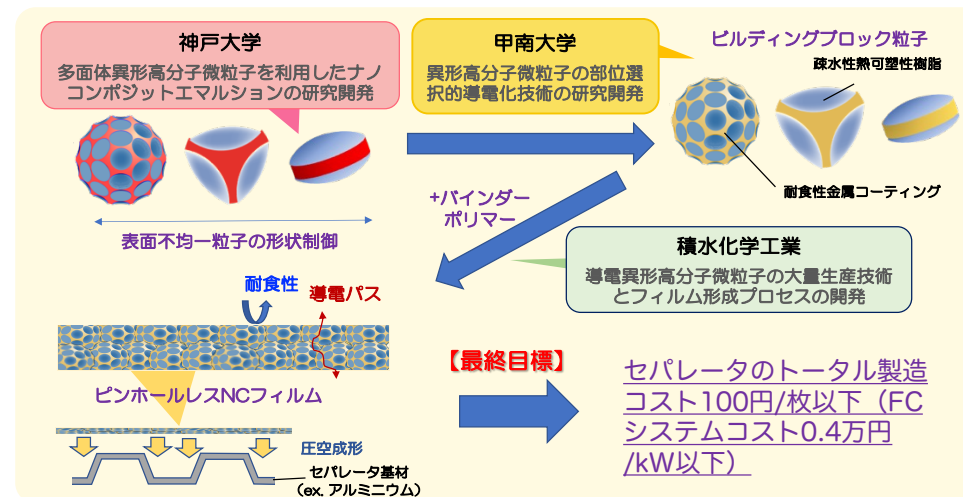 神戸大学
多面体異形高分子微粒子を利用したナノ
コンポジットエマルションの研究開発
甲南大学
異形高分子微粒子の部位選
択的導電化技術の研究開発
ビルディングブロック粒子
疎水性熱可塑性樹脂
耐食性金属コーティング
表面不均一粒子の形状制御
+バインダー
ポリマー
積水化学工業
導電異形高分子微粒子の大量生産技術
とフィルム形成プロセスの開発
耐食性
導電パス
ピンホールレスNCフィルム
圧空成形
セパレータ基材
（ex. アルミニウム）
【最終目標】
セパレータのトータル製造
コスト100円/枚以下（FC
システムコスト0.4万円
/kW以下）